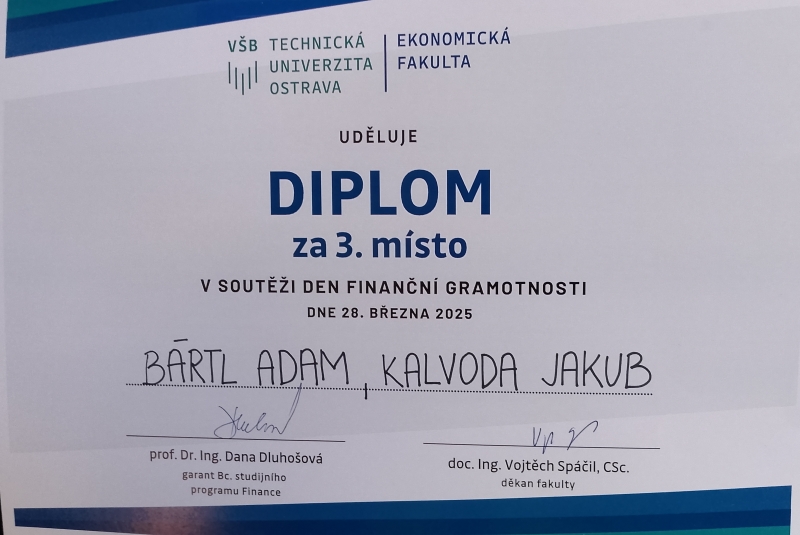 VŠB TECHNICKÁ
UNIVERZITA
OSTRAVA
EKONOMICKÁ
FAKULTA
UDĚLUJE
DIPLOM
za 3. místo
V SOUTĚŽI DEN FINANČNÍ GRAMOTNOSTI
DNE 28. BŘEZNA 2025
BÁRTL ADAM, KALVODA JAKUB
prof. Dr. Ing. Dana Dluhošová
garant Bc. studijního
programu Finance
doc. Ing. Vojtěch Spáčil, CSc.
děkan fakulty